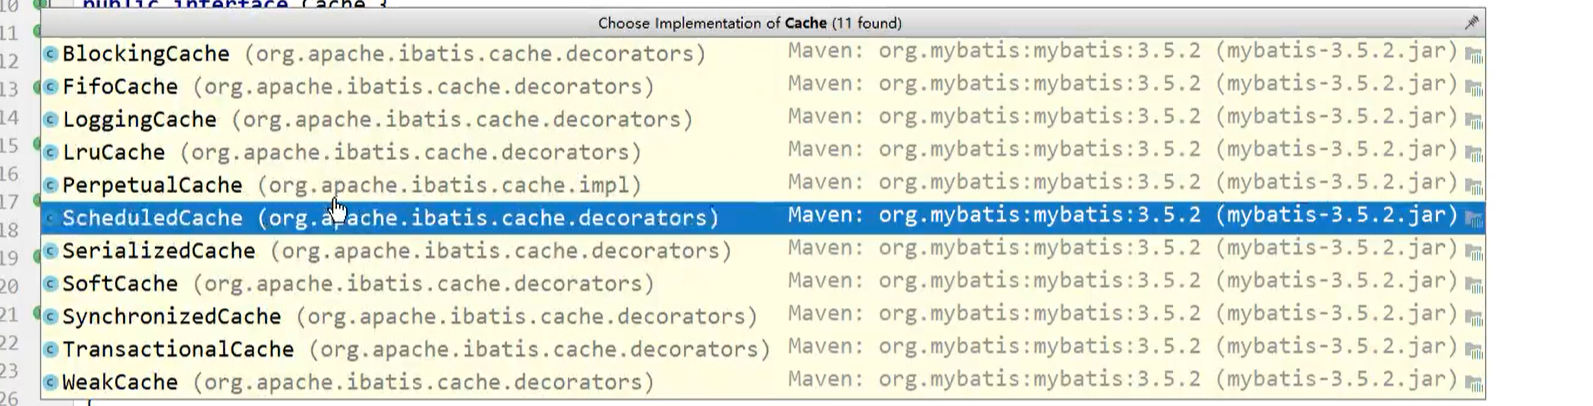 10 public interface Cache {
Choose Implementation of Cache (11 found)
11
BlockingCache (org.apache.ibatis.cache.decorators) Maven: org.mybatis:mybatis:3.5.2 (mybatis-3.5.2.jar)
12
FifoCache (org.apache.ibatis.cache.decorators) Maven: org.mybatis:mybatis:3.5.2 (mybatis-3.5.2.jar)
13
LoggingCache (org.apache.ibatis.cache.decorators) Maven: org.mybatis:mybatis:3.5.2 (mybatis-3.5.2.jar)
14
LruCache (org.apache.ibatis.cache.decorators) Maven: org.mybatis:mybatis:3.5.2 (mybatis-3.5.2.jar)
15
PerpetualCache (org.apache.ibatis.cache.impl) Maven: org.mybatis:mybatis:3.5.2 (mybatis-3.5.2.jar)
16
17
ScheduledCache (org.apache.ibatis.cache.decorators) Maven: org.mybatis:mybatis:3.5.2 (mybatis-3.5.2.jar)
18
SerializedCache (org.apache.ibatis.cache.decorators) Maven: org.mybatis:mybatis:3.5.2 (mybatis-3.5.2.jar)
19
SoftCache (org.apache.ibatis.cache.decorators) Maven: org.mybatis:mybatis:3.5.2 (mybatis-3.5.2.jar)
20
SynchronizedCache (org.apache.ibatis.cache.decorators) Maven: org.mybatis:mybatis:3.5.2 (mybatis-3.5.2.jar)
21
TransactionalCache (org.apache.ibatis.cache.decorators) Maven: org.mybatis:mybatis:3.5.2 (mybatis-3.5.2.jar)
22
23
WeakCache (org.apache.ibatis.cache.decorators) Maven: org.mybatis:mybatis:3.5.2 (mybatis-3.5.2.jar)
26